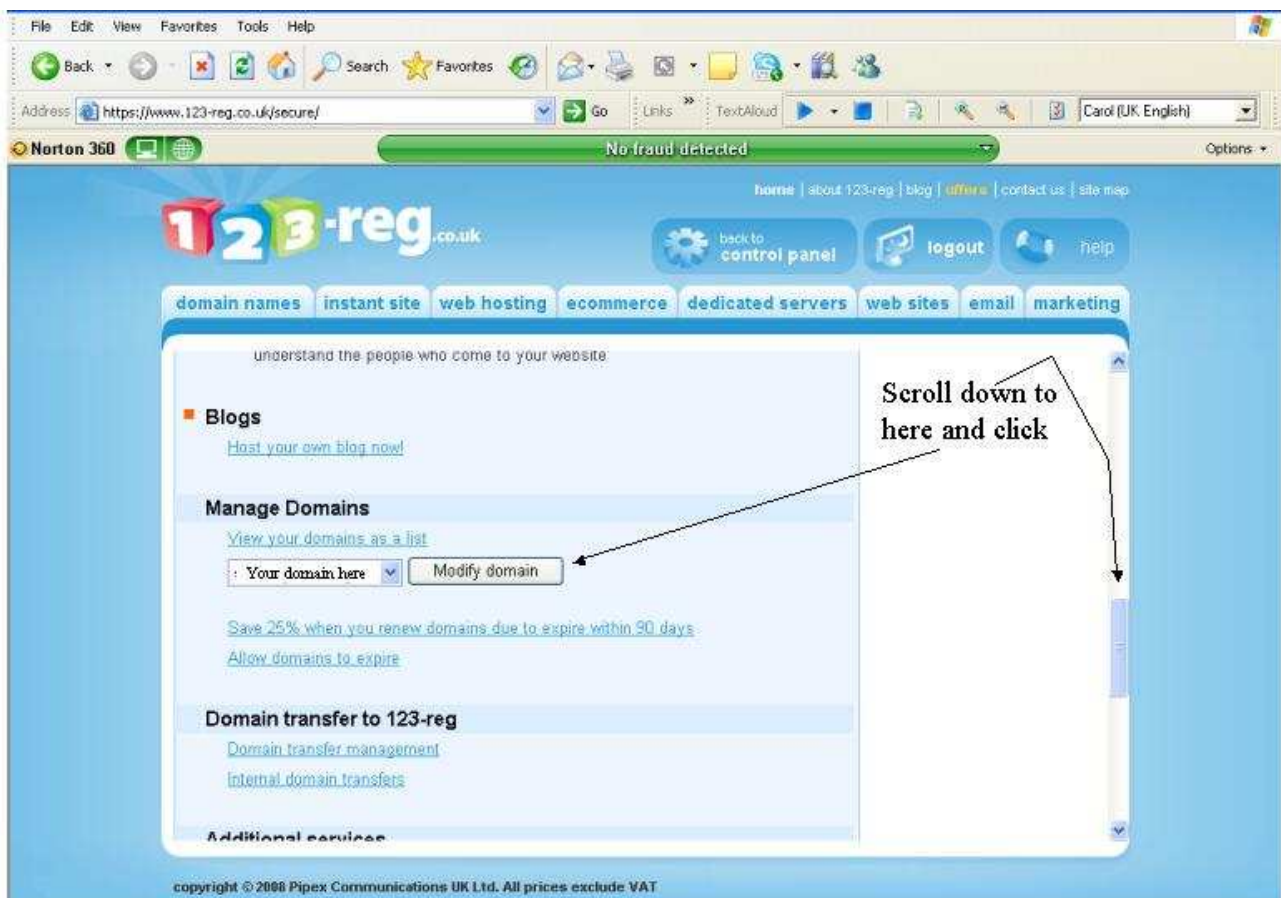 File Edit View Favorites Tools Help
Back Search Favorites
Address https://www.123-reg.co.uk/secure/ Go Links » TextAloud Carol (UK English)
Norton 360 No fraud detected Options
home | about 123-reg | blog | offers | contact us | site map
123-reg.co.uk
back to
control panel logout help
domain names instant site web hosting ecommerce dedicated servers web sites email marketing
understand the people who come to your website
Scroll down to
here and click
Blogs
Host your own blog now!
Manage Domains
View your domains as a list
Your domain here Modify domain
Save 25% when you renew domains due to expire within 90 days
Allow domains to expire
Domain transfer to 123-reg
Domain transfer management
Internal domain transfers
Additional services
copyright © 2008 Pipex Communications UK Ltd. All prices exclude VAT